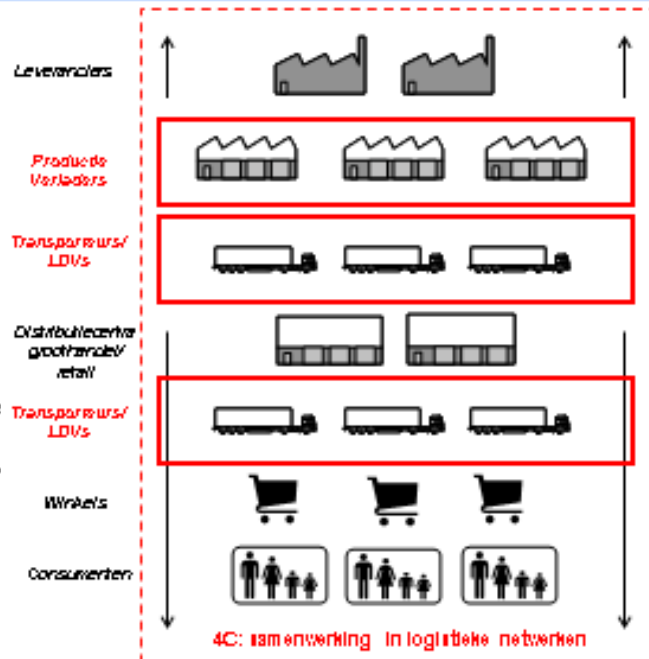 Leveranciers
Productie
Verladers
Transporteurs/
LDVs
Distributiecentra
groothandel/
retail
Transporteurs/
LDVs
Winkels
Consumenten
4C: samenwerking in logistieke netwerken